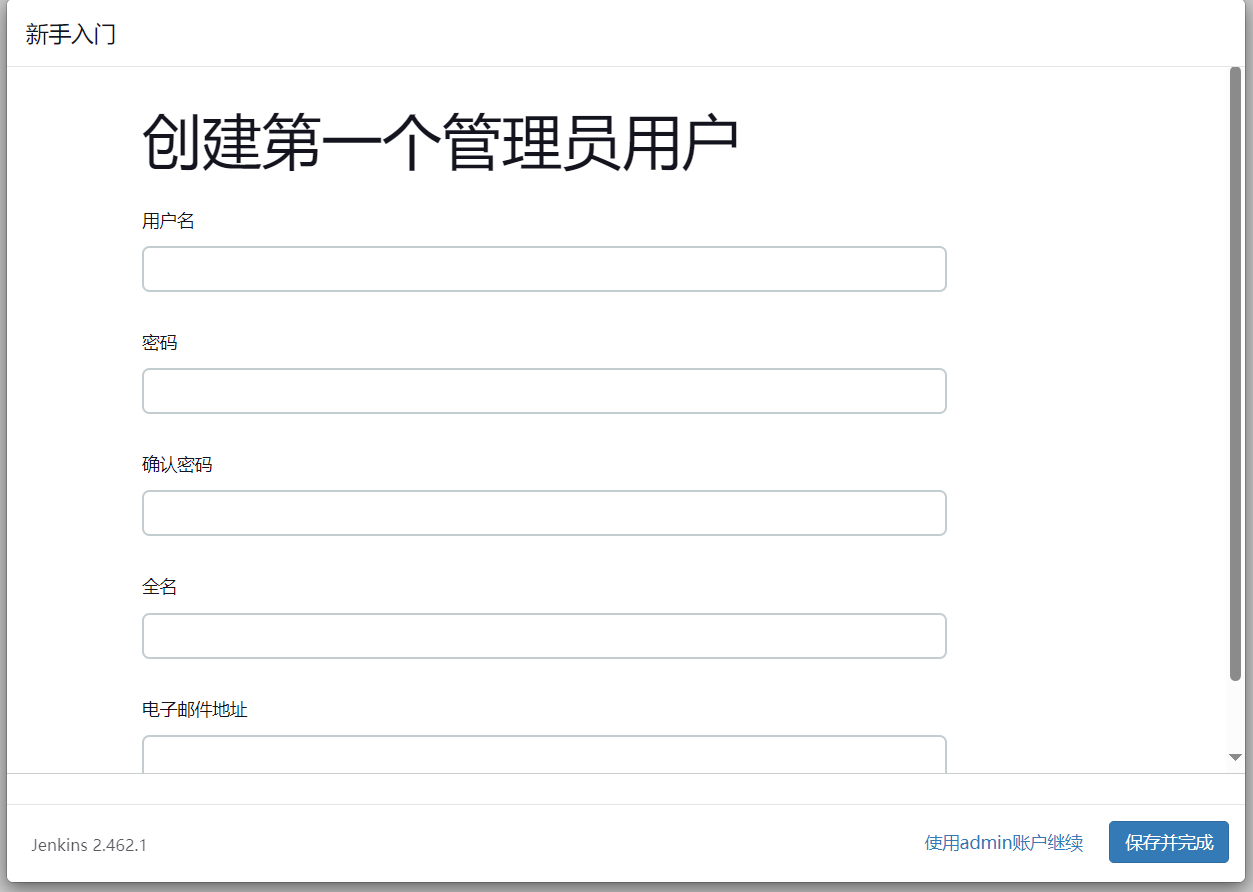 新手入门
创建第一个管理员用户
用户名
密码
确认密码
全名
电子邮件地址
Jenkins 2.462.1
使用admin账户继续
保存并完成